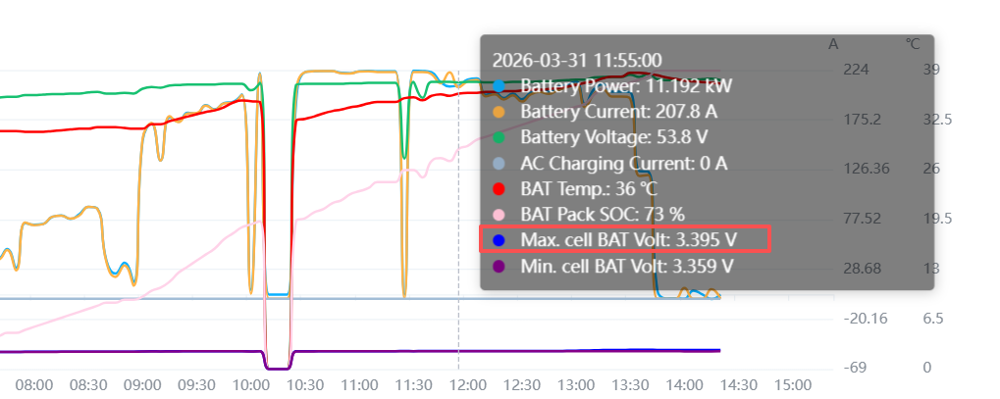 A °C
2026-03-31 11:55:00
Battery Power: 11.192 kW
Battery Current: 207.8 A
Battery Voltage: 53.8 V
AC Charging Current: 0 A
BAT Temp.: 36 °C
BAT Pack SOC: 73 %
Max. cell BAT Volt: 3.395 V
Min. cell BAT Volt: 3.359 V
224 39
175.2 32.5
126.36 26
77.52 19.5
28.68 13
-20.16 6.5
-69 0
08:00 08:30 09:00 09:30 10:00 10:30 11:00 11:30 12:00 12:30 13:00 13:30 14:00 14:30 15:00